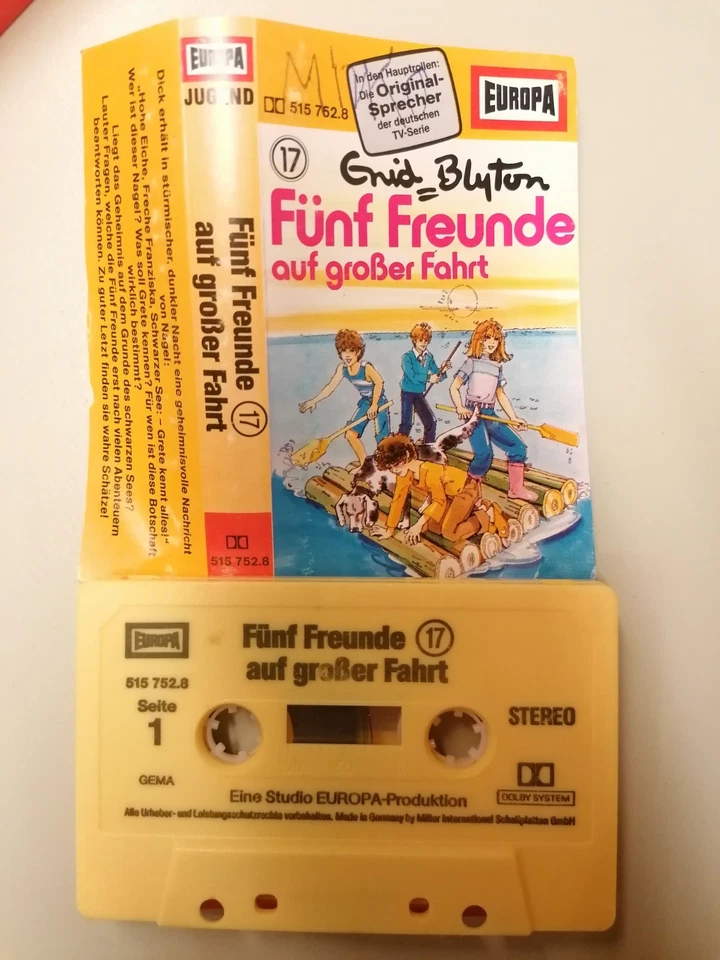 Dick erhält in stürmischer, dunkler Nacht eine geheimnisvolle Nachricht
von Nagel:
„Hohe Eiche, Freche Franziska, Schwarzer See: – Grete kennt alles!“
Wer ist dieser Nagel? Was soll Grete kennen? Für wen ist diese Botschaft
wirklich bestimmt?
Liegt das Geheimnis auf dem Grunde des schwarzen Sees?
Lauter Fragen, welche die Fünf Freunde erst nach vielen Abenteuern
beantworten können. Zu guter Letzt finden sie wahre Schätze!
EUROPA
JUGEND
Fünf Freunde 17
auf großer Fahrt
515 752.8
515 752.8
In den Hauptrollen:
Die Original-
Sprecher
der deutschen
TV-Serie
EUROPA
17
Enid Blyton
Fünf Freunde
auf großer Fahrt
EUROPA
Fünf Freunde 17
auf großer Fahrt
515 752.8
Seite
1
STEREO
GEMA
DOLBY SYSTEM
Eine Studio EUROPA-Produktion
Alle Urheber- und Leistungsschutzrechte vorbehalten. Made in Germany by Miller International Schallplatten GmbH